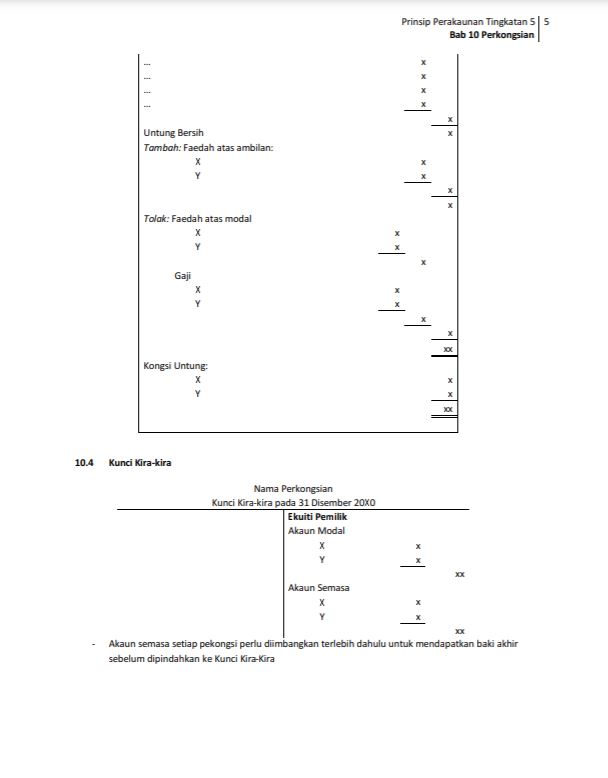 Prinsip Perakaunan Tingkatan 5 5
Bab 10 Perkongsian
... x
... x
... x
... x
x
Untung Bersih x
Tambah: Faedah atas ambilan:
X x
Y x
x
x
Tolak: Faedah atas modal
X x
Y x
x
Gaji
X x
Y x
x
x
xx
Kongsi Untung:
X x
Y x
xx
10.4 Kunci Kira-kira
Nama Perkongsian
Kunci Kira-kira pada 31 Disember 20X0
Ekuiti Pemilik
Akaun Modal
X x
Y x
xx
Akaun Semasa
X x
Y x
xx
- Akaun semasa setiap pekongsi perlu diimbangkan terlebih dahulu untuk mendapatkan baki akhir
sebelum dipindahkan ke Kunci Kira-Kira